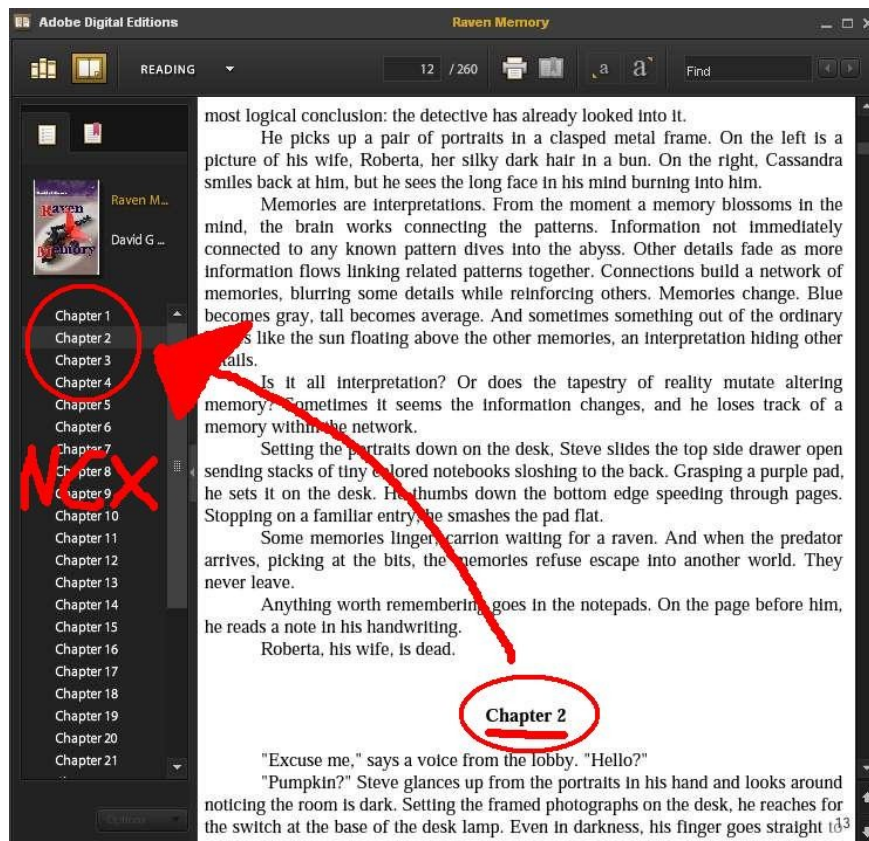 Adobe Digital Editions
Raven Memory
READING
12 / 260
a a
Find
Raven M...
David G ...
Raven
Memory
Chapter 1
Chapter 2
Chapter 3
Chapter 4
Chapter 5
Chapter 6
Chapter 7
Chapter 8
Chapter 9
Chapter 10
Chapter 11
Chapter 12
Chapter 13
Chapter 14
Chapter 15
Chapter 16
Chapter 17
Chapter 18
Chapter 19
Chapter 20
Chapter 21
NCX
Options
most logical conclusion: the detective has already looked into it.
He picks up a pair of portraits in a clasped metal frame. On the left is a
picture of his wife, Roberta, her silky dark hair in a bun. On the right, Cassandra
smiles back at him, but he sees the long face in his mind burning into him.
Memories are interpretations. From the moment a memory blossoms in the
mind, the brain works connecting the patterns. Information not immediately
connected to any known pattern dives into the abyss. Other details fade as more
information flows linking related patterns together. Connections build a network of
memories, blurring some details while reinforcing others. Memories change. Blue
becomes gray, tall becomes average. And sometimes something out of the ordinary
like the sun floating above the other memories, an interpretation hiding other
details.
Is it all interpretation? Or does the tapestry of reality mutate altering
memory? Sometimes it seems the information changes, and he loses track of a
memory within the network.
Setting the portraits down on the desk, Steve slides the top side drawer open
sending stacks of tiny colored notebooks sloshing to the back. Grasping a purple pad,
he sets it on the desk. He thumbs down the bottom edge speeding through pages.
Stopping on a familiar entry, he smashes the pad flat.
Some memories linger, carrion waiting for a raven. And when the predator
arrives, picking at the bits, the memories refuse escape into another world. They
never leave.
Anything worth remembering goes in the notepads. On the page before him,
he reads a note in his handwriting.
Roberta, his wife, is dead.
Chapter 2
"Excuse me," says a voice from the lobby. "Hello?"
"Pumpkin?" Steve glances up from the portraits in his hand and looks around
noticing the room is dark. Setting the framed photographs on the desk, he reaches for
the switch at the base of the desk lamp. Even in darkness, his finger goes straight to
13